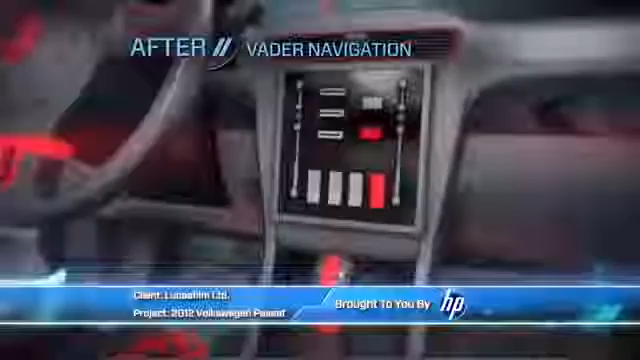 AFTER // VADER NAVIGATION
Client: Lucasfilm Ltd.
Project: 2012 Volkswagen Passat
Brought To You By hp